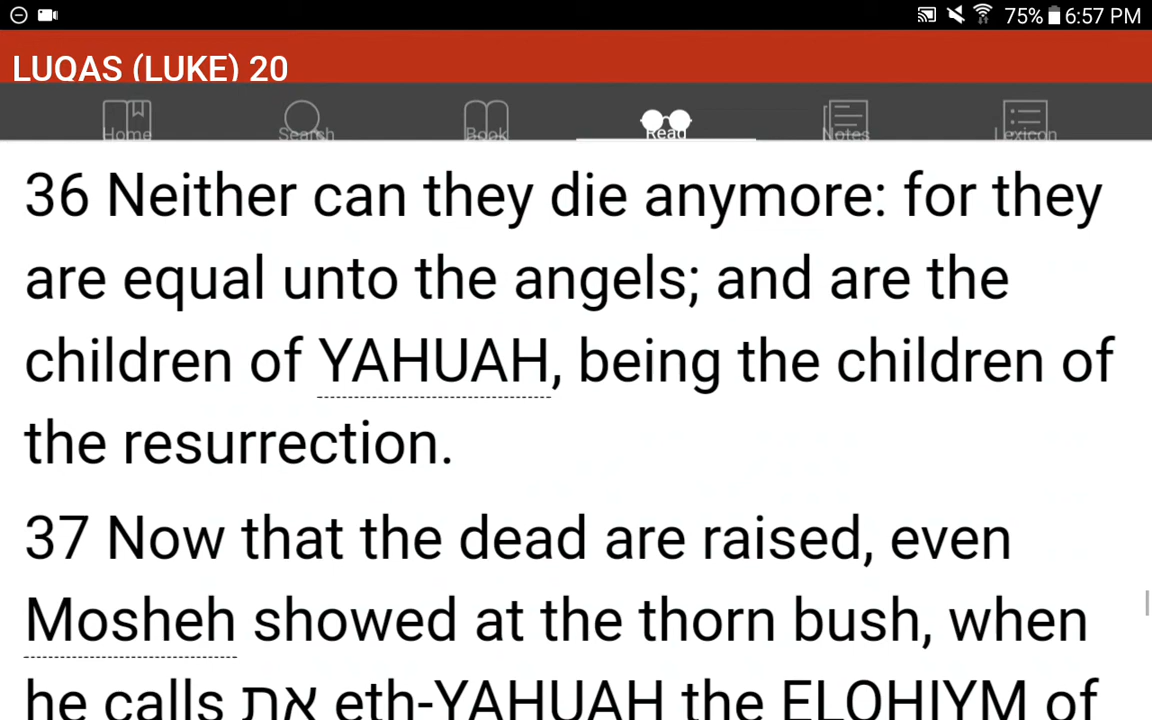 75% 6:57 PM
LUQAS (LUKE) 20
Home Search Book Read Notes Lexicon
36 Neither can they die anymore: for they
are equal unto the angels; and are the
children of YAHUAH, being the children of
the resurrection.
37 Now that the dead are raised, even
Mosheh showed at the thorn bush, when
he calls את eth-YAHUAH the ELOHIYM of